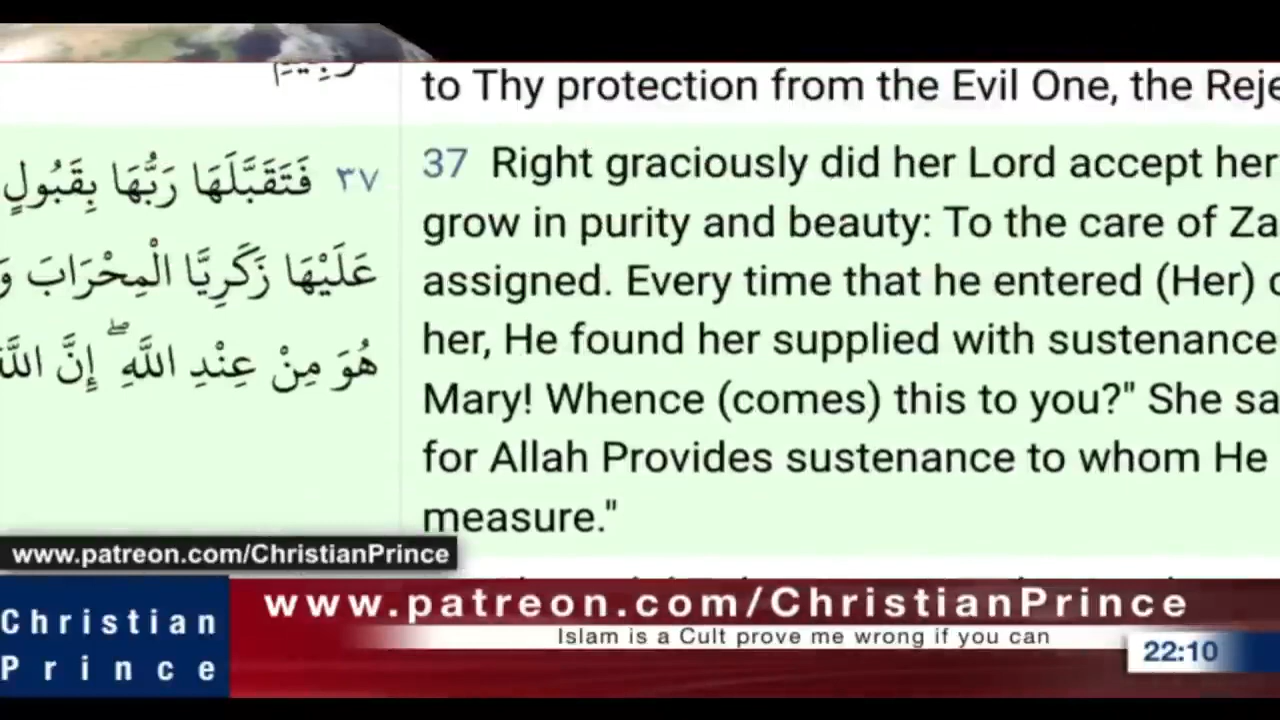 to Thy protection from the Evil One, the Reje
٣٧ فَتَقَبَّلَهَا رَبُّهَا بِقَبُولٍ
عَلَيْهَا زَكَرِيَّا الْمِحْرَابَ وَ
هُوَ مِنْ عِنْدِ اللَّهِ ۖ إِنَّ اللَّهَ
37 Right graciously did her Lord accept her
grow in purity and beauty: To the care of Za
assigned. Every time that he entered (Her) c
her, He found her supplied with sustenance
Mary! Whence (comes) this to you?" She sa
for Allah Provides sustenance to whom He
measure."
www.patreon.com/ChristianPrince
Christian
Prince
www.patreon.com/ChristianPrince
Islam is a Cult prove me wrong if you can
22:10